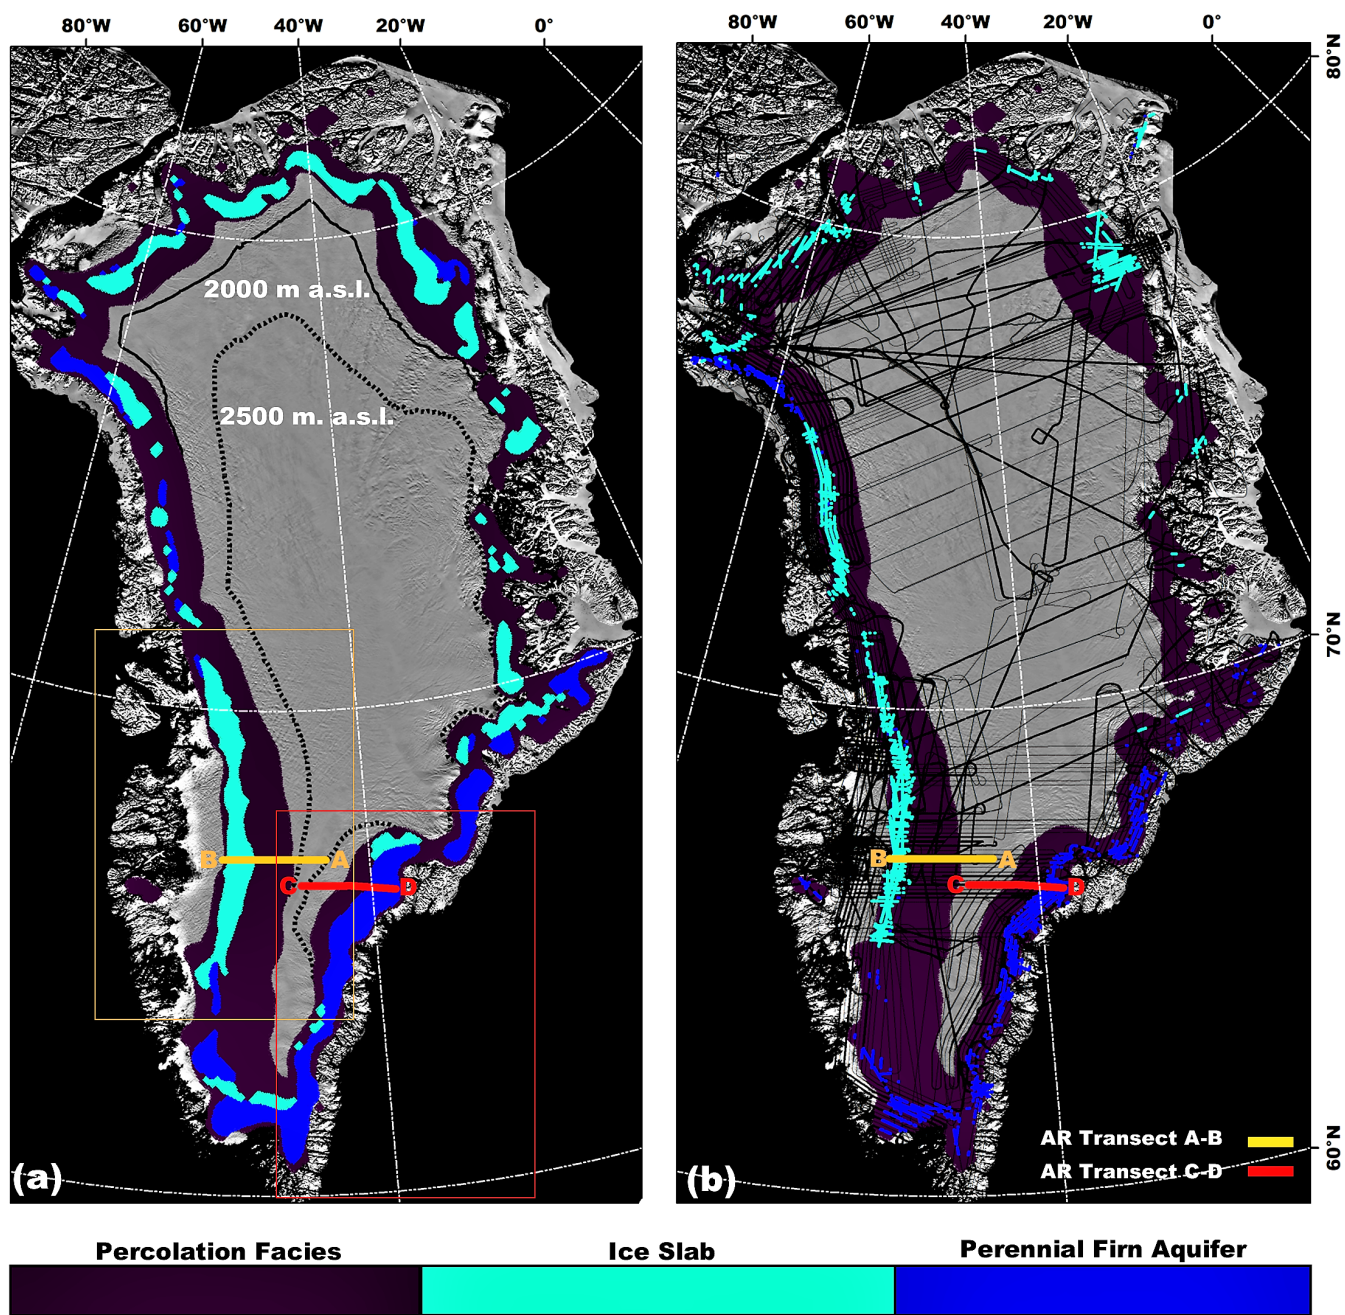 80°W 60°W 40°W 20°W 0°
80°W 60°W 40°W 20°W 0°
80°N
2000 m a.s.l.
2500 m. a.s.l.
70°N
B A
C D
B A
C D
AR Transect A-B
AR Transect C-D
60°N
(a)
(b)
Percolation Facies
Ice Slab
Perennial Firn Aquifer